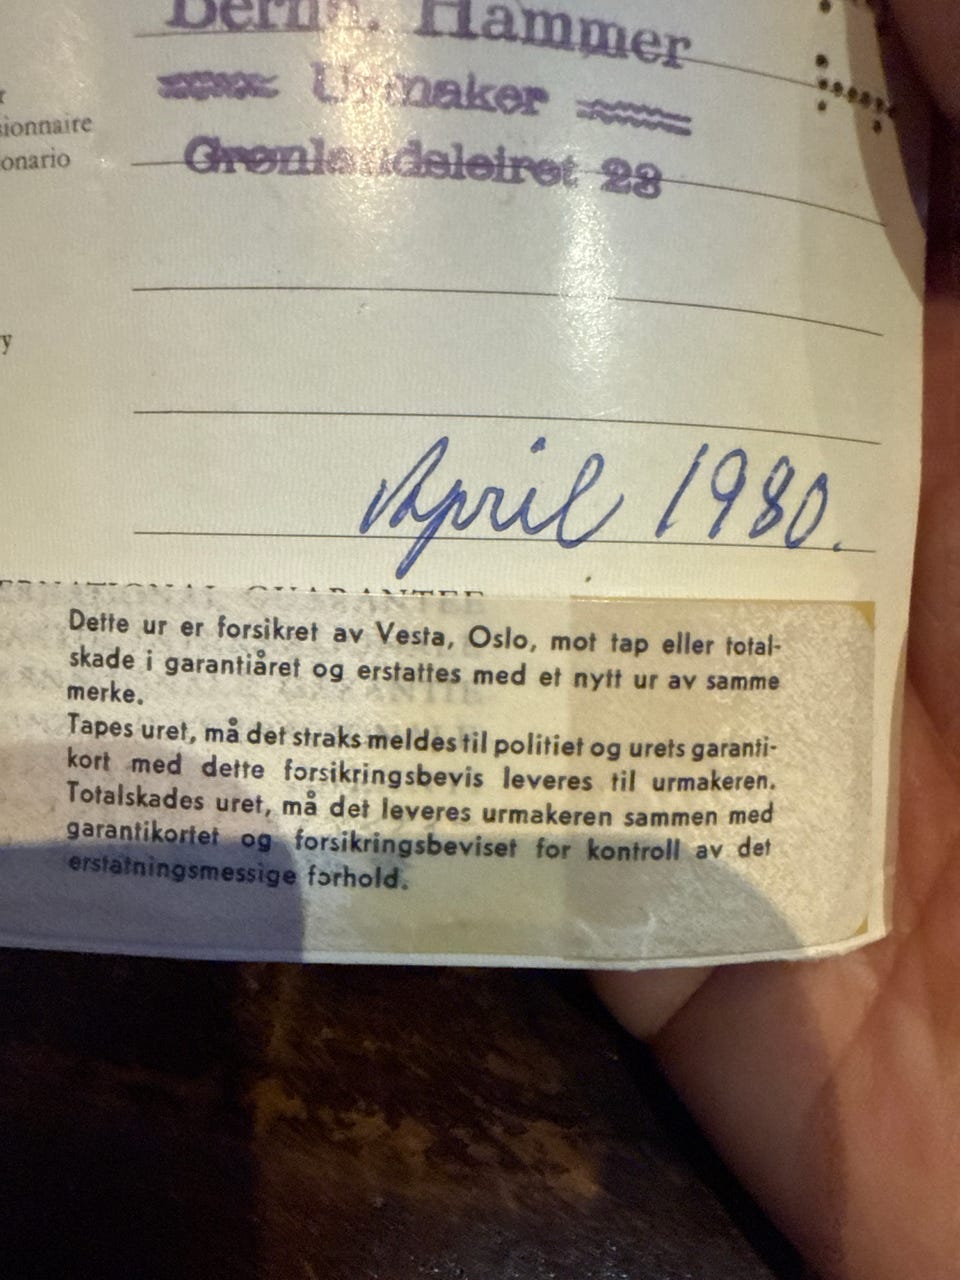 Bernh. Hammer
Urmaker
sionnaire
Grønlandsleiret 23
onario
y
April 1980.
Dette ur er forsikret av Vesta, Oslo, mot tap eller total-
skade i garantiåret og erstattes med et nytt ur av samme
merke.
Tapes uret, må det straks meldes til politiet og urets garanti-
kort med dette forsikringsbevis leveres til urmakeren.
Totalskades uret, må det leveres urmakeren sammen med
garantikortet og forsikringsbeviset for kontroll av det
erstatningsmessige forhold.